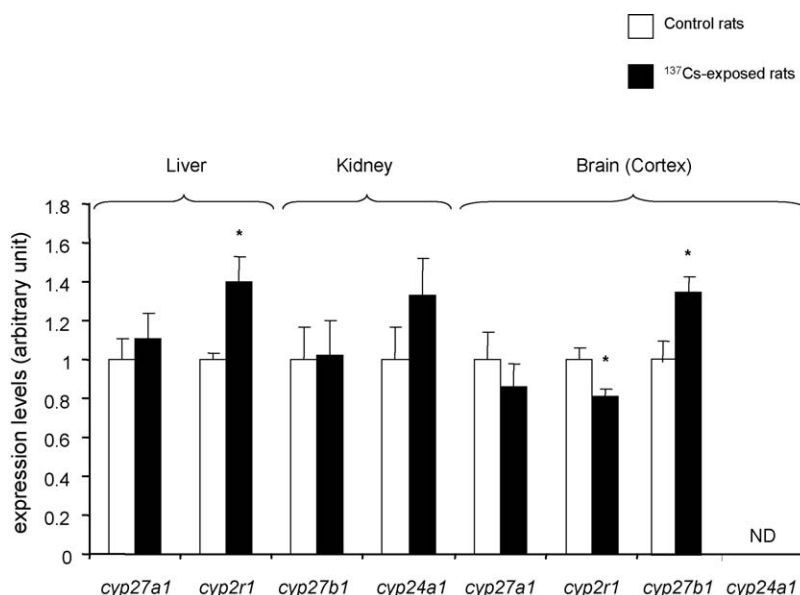 Control rats
¹³⁷Cs-exposed rats
Liver Kidney Brain (Cortex)
expression levels (arbitrary unit)
1.8
1.6
1.4
1.2
1
0.8
0.6
0.4
0.2
0
*
*
*
ND
cyp27a1 cyp2r1 cyp27b1 cyp24a1 cyp27a1 cyp2r1 cyp27b1 cyp24a1